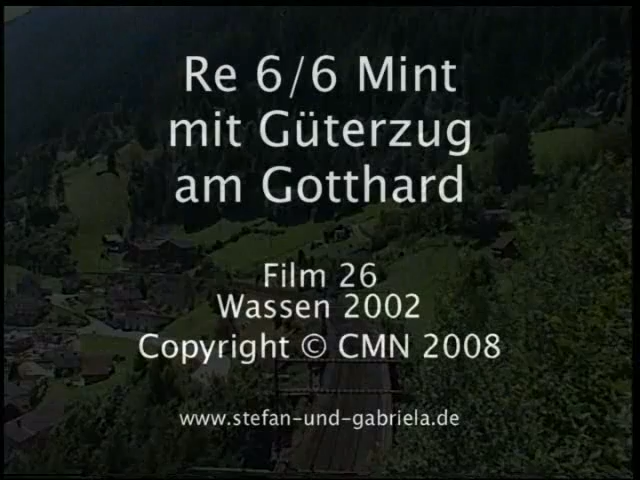 Re 6/6 Mint
mit Güterzug
am Gotthard
Film 26
Wassen 2002
Copyright © CMN 2008
www.stefan-und-gabriela.de